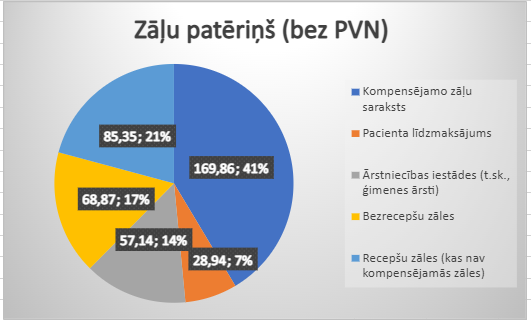 Zāļu patēriņš (bez PVN)
85,35; 21%
169,86; 41%
68,87; 17%
57,14; 14%
28,94; 7%
Kompensējamo zāļu
saraksts
Pacienta līdzmaksājums
Ārstniecības iestādes (t.sk.,
ģimenes ārsti)
Bezrecepšu zāles
Recepšu zāles (kas nav
kompensējamās zāles)